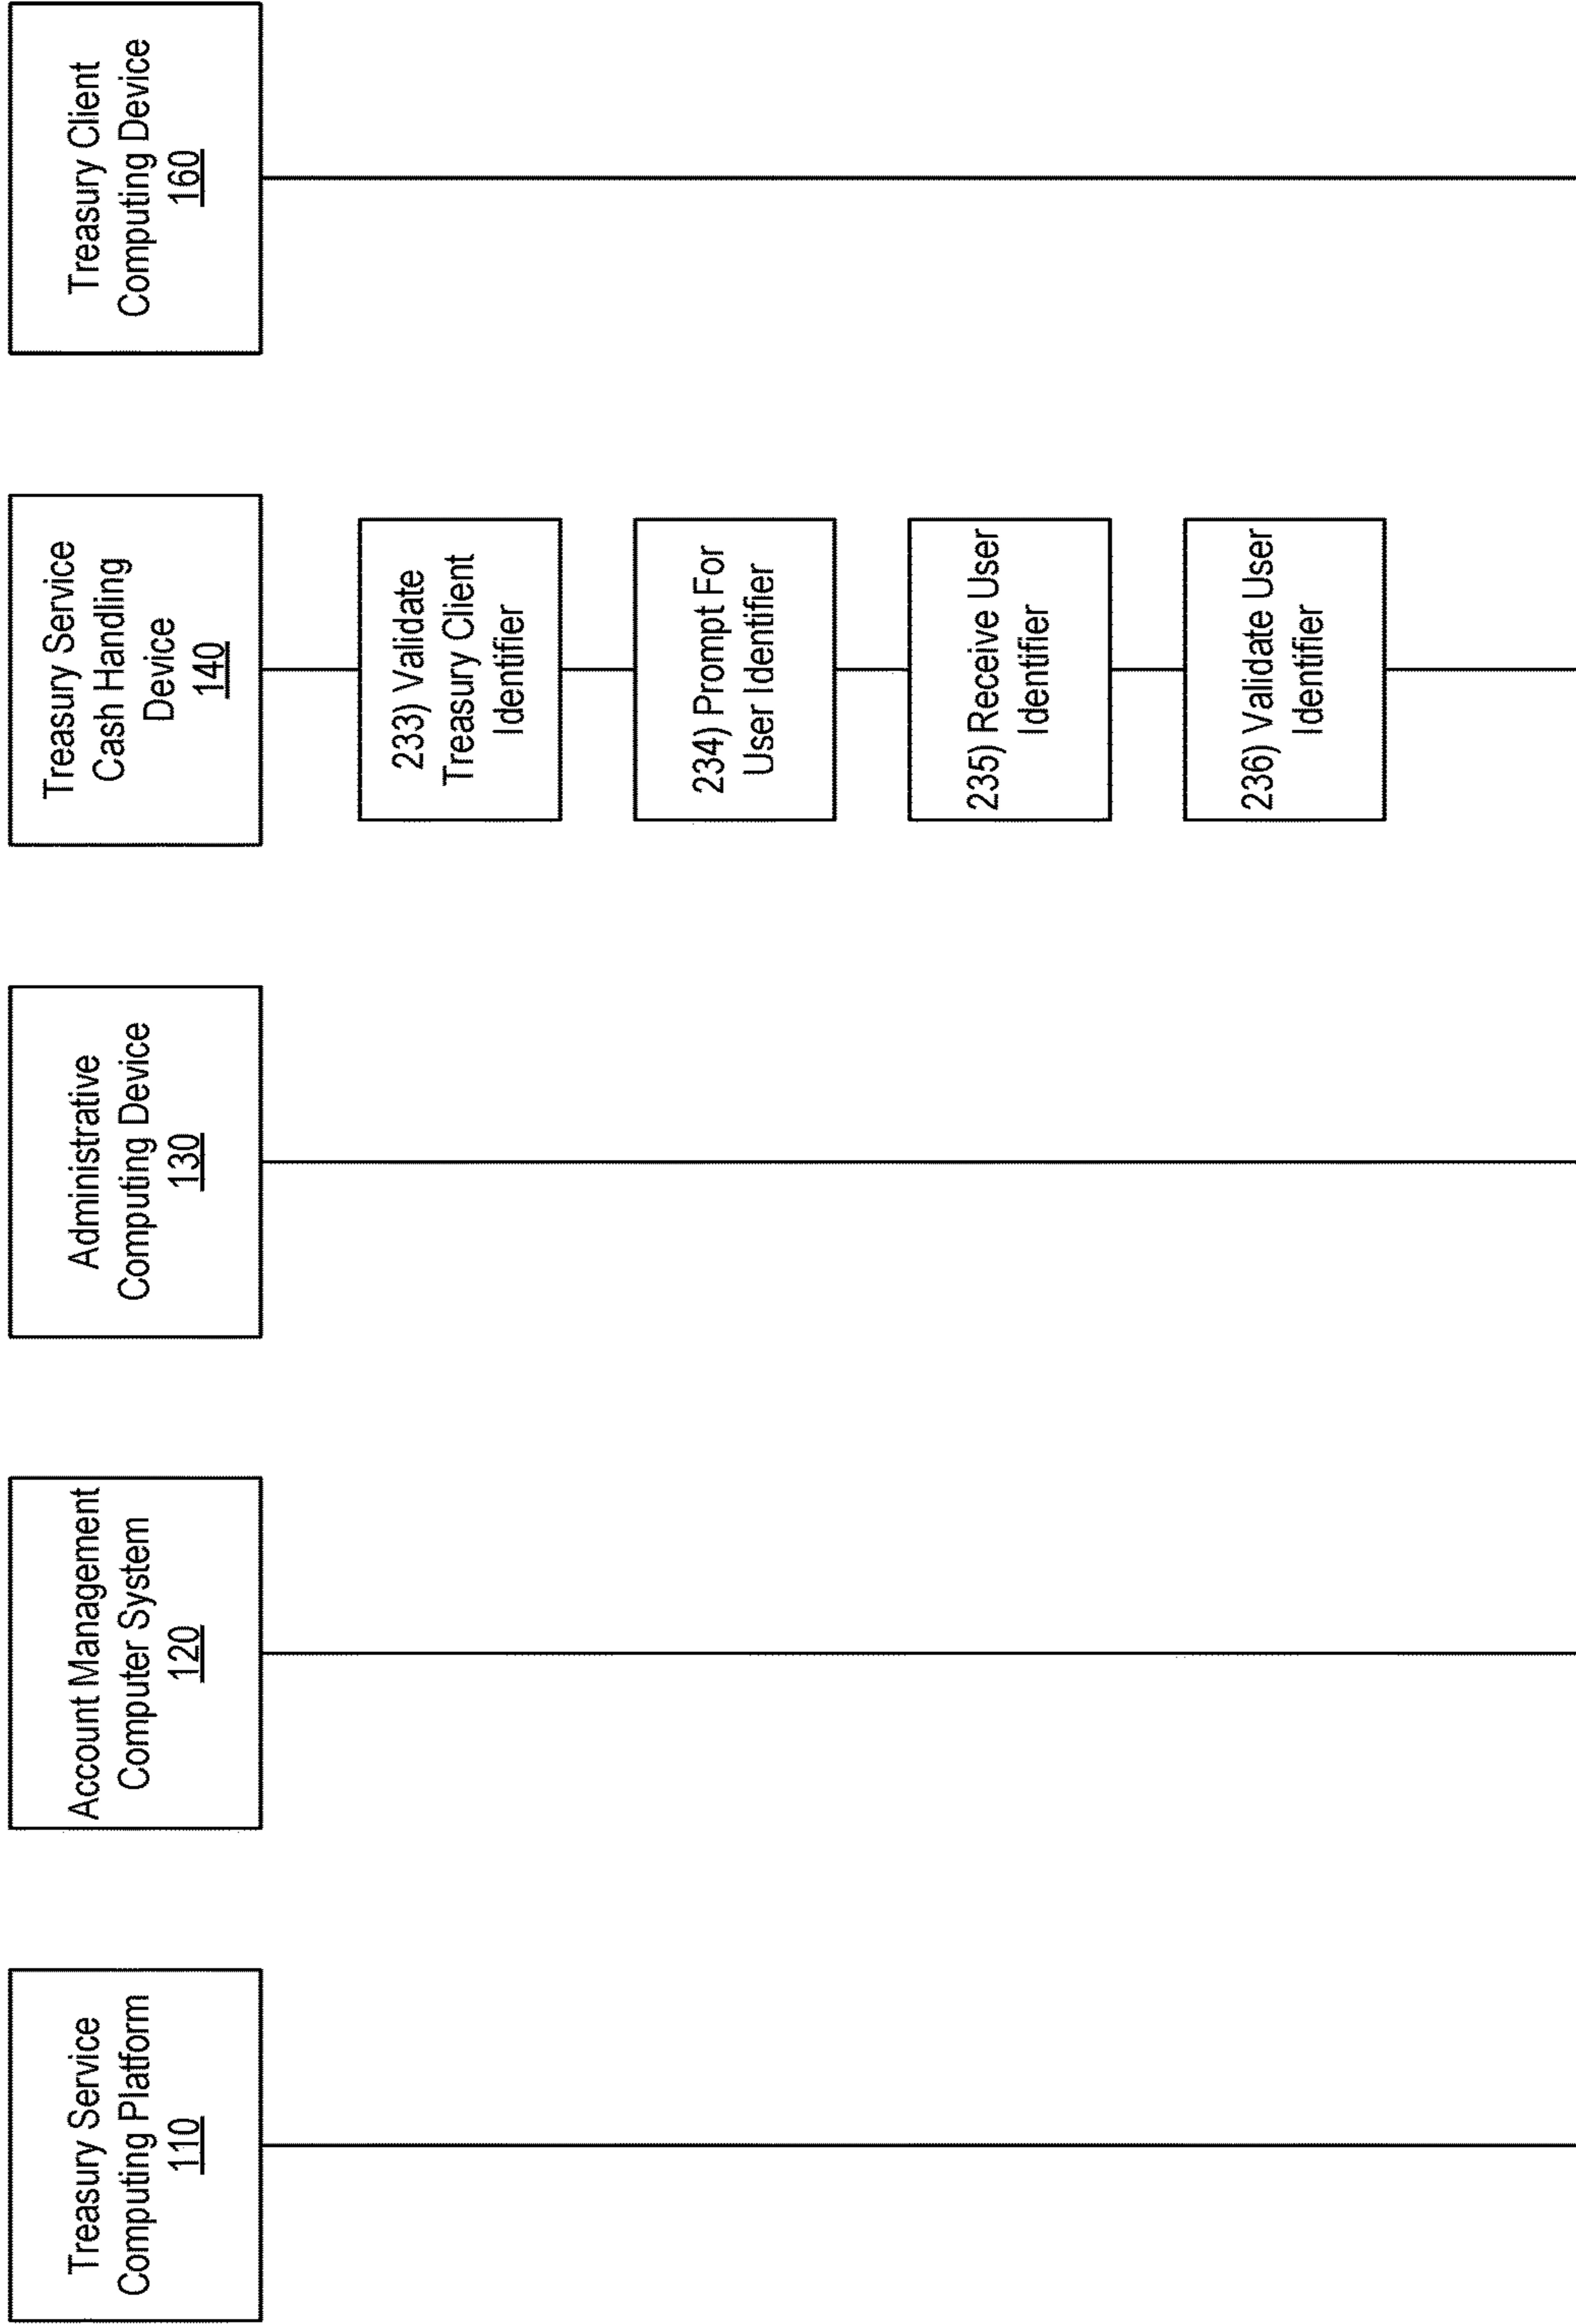 Treasury Service
Computing Platform
110
Account Management
Computer System
120
Administrative
Computing Device
130
Treasury Service
Cash Handling
Device
140
Treasury Client
Computing Device
160
233) Validate
Treasury Client
Identifier
234) Prompt For
User Identifier
235) Receive User
Identifier
236) Validate User
Identifier